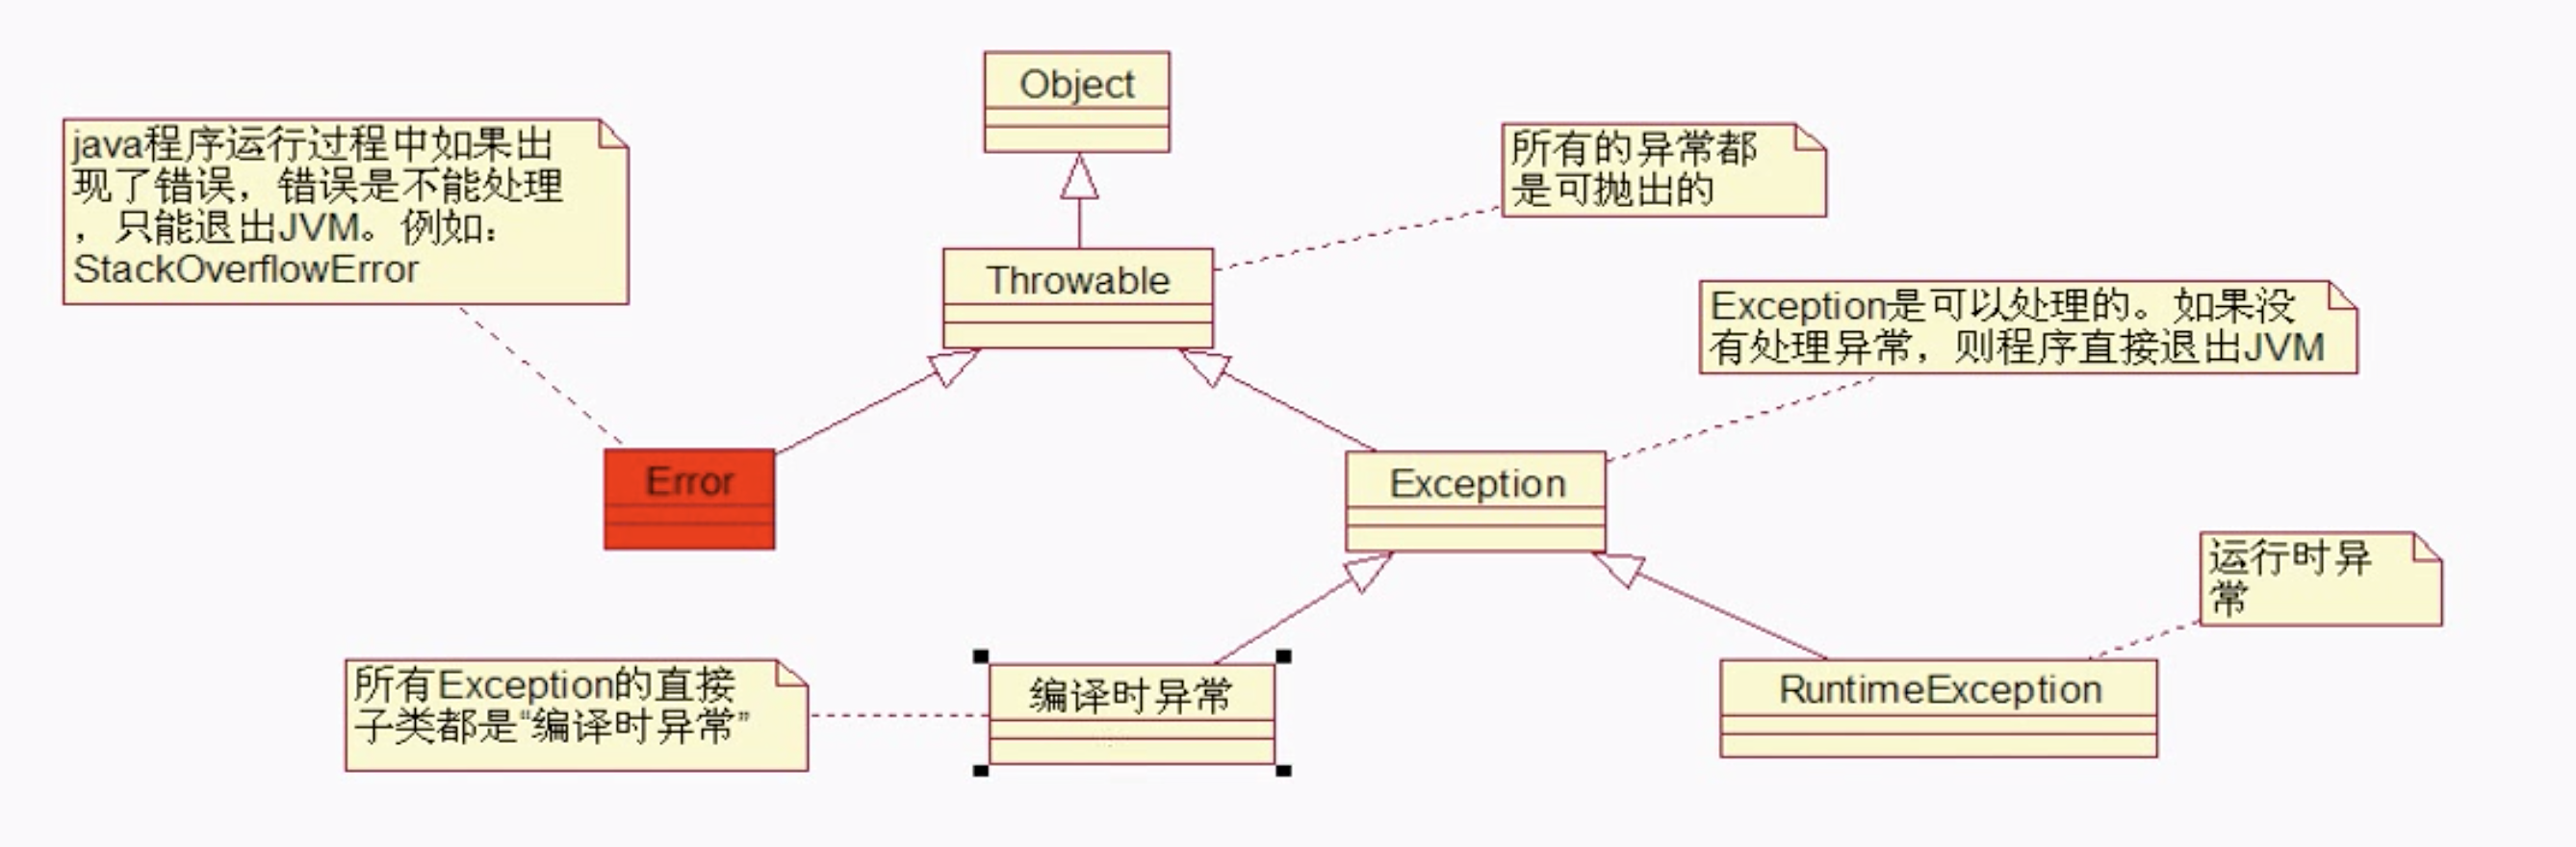 Object
java程序运行过程中如果出
现了错误，错误是不能处理
，只能退出JVM。例如：
StackOverflowError
所有的异常都
是可抛出的
Throwable
Exception是可以处理的。如果没
有处理异常，则程序直接退出JVM
Error
Exception
运行时异
常
所有Exception的直接
子类都是“编译时异常”
编译时异常
RuntimeException